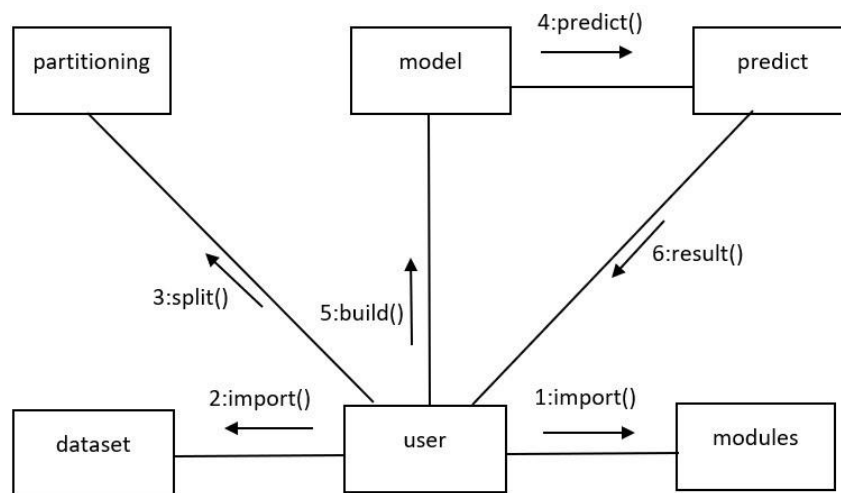 4:predict()
partitioning
model
predict
3:split()
5:build()
6:result()
2:import()
1:import()
dataset
user
modules